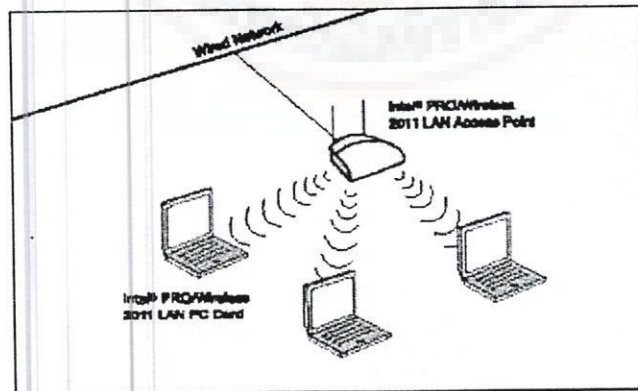 Wired Network
Intel® PRO/Wireless
2011 LAN Access Point
Intel® PRO/Wireless
2011 LAN PC Card